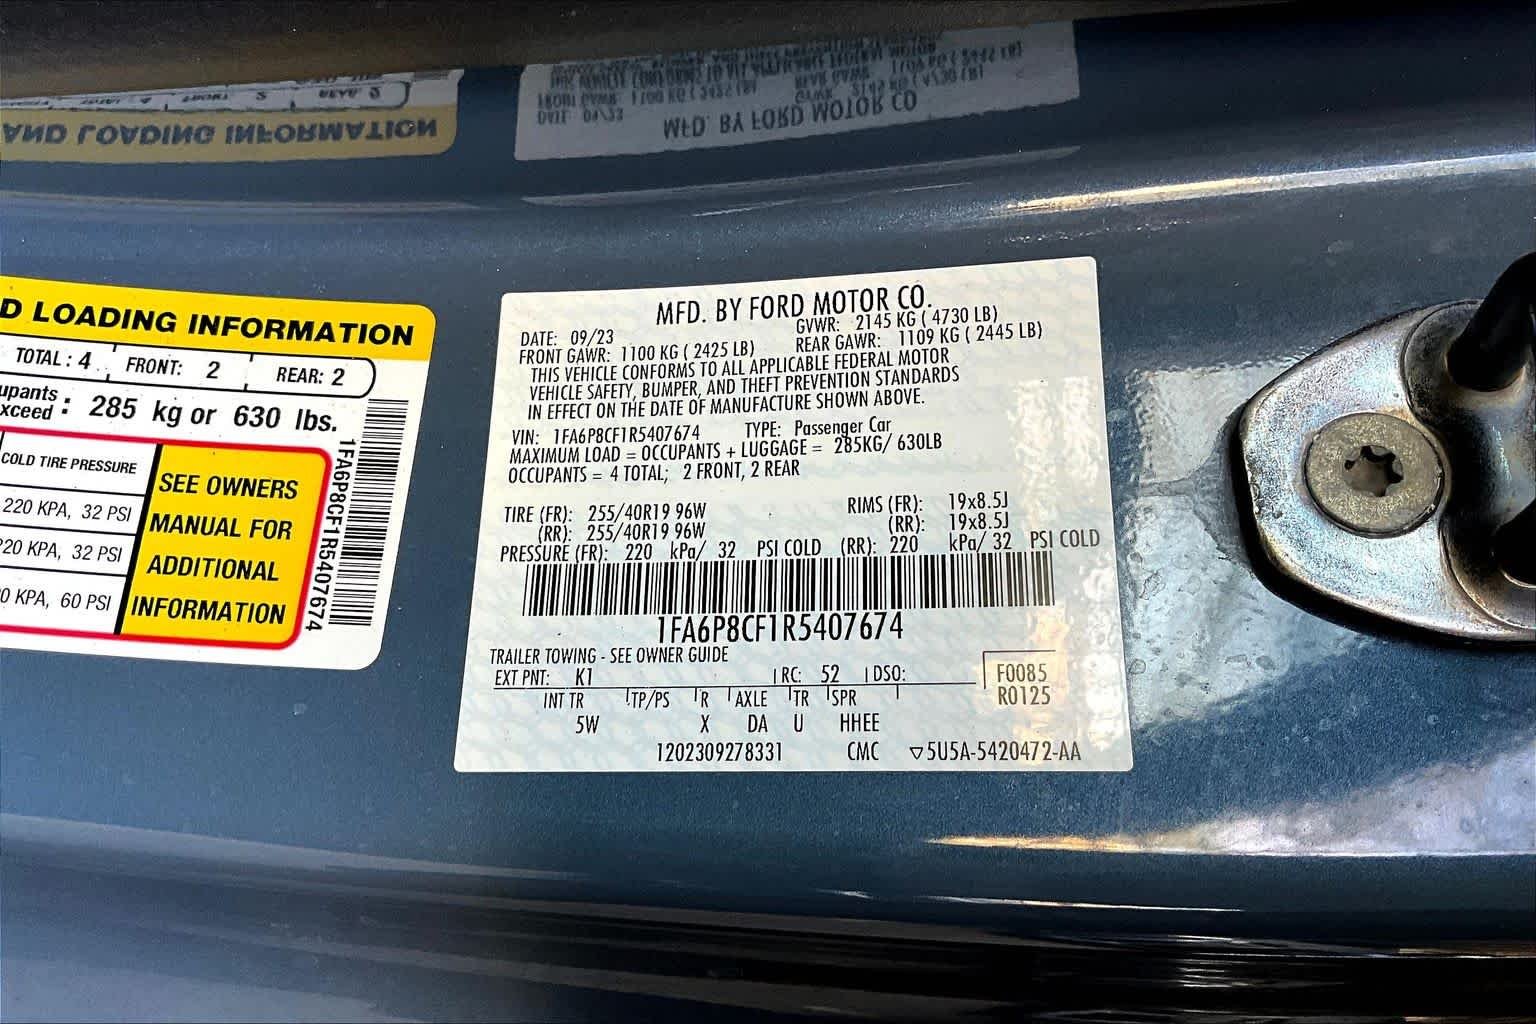 D LOADING INFORMATION
TOTAL: 4 FRONT: 2 REAR: 2
upants
xceed : 285 kg or 630 lbs.
COLD TIRE PRESSURE
220 KPA, 32 PSI
220 KPA, 32 PSI
0 KPA, 60 PSI
SEE OWNERS
MANUAL FOR
ADDITIONAL
INFORMATION
1FA6P8CF1R5407674
MFD. BY FORD MOTOR CO.
DATE: 09/23 GVWR: 2145 KG ( 4730 LB)
FRONT GAWR: 1100 KG ( 2425 LB) REAR GAWR: 1109 KG ( 2445 LB)
THIS VEHICLE CONFORMS TO ALL APPLICABLE FEDERAL MOTOR
VEHICLE SAFETY, BUMPER, AND THEFT PREVENTION STANDARDS
IN EFFECT ON THE DATE OF MANUFACTURE SHOWN ABOVE.
VIN: 1FA6P8CF1R5407674 TYPE: Passenger Car
MAXIMUM LOAD = OCCUPANTS + LUGGAGE = 285KG/ 630LB
OCCUPANTS = 4 TOTAL; 2 FRONT, 2 REAR
TIRE (FR): 255/40R19 96W RIMS (FR): 19x8.5J
(RR): 255/40R19 96W (RR): 19x8.5J
PRESSURE (FR): 220 kPa/ 32 PSI COLD (RR): 220 kPa/ 32 PSI COLD
1FA6P8CF1R5407674
TRAILER TOWING - SEE OWNER GUIDE
EXT PNT: K1 RC: 52 DSO: F0085
INT TR TP/PS R AXLE TR SPR R0125
5W X DA U HHEE
1202309278331 CMC ▽5U5A-5420472-AA